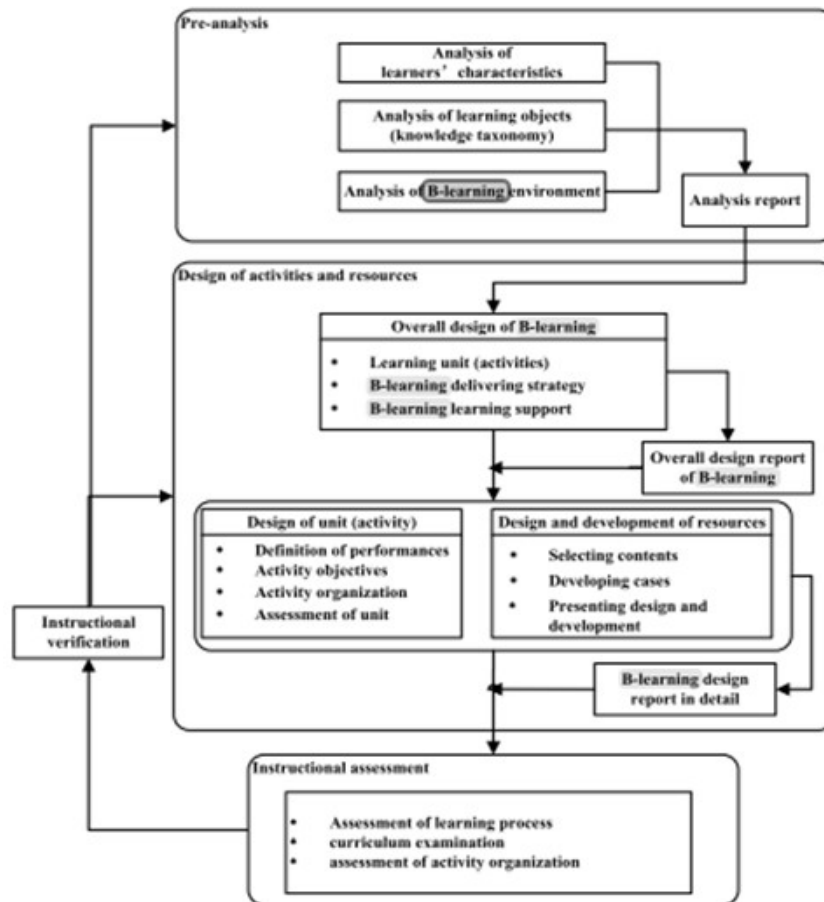 Pre-analysis
Analysis of
learners' characteristics
Analysis of learning objects
(knowledge taxonomy)
Analysis of B-learning environment
Analysis report
Design of activities and resources
Overall design of B-learning
• Learning unit (activities)
• B-learning delivering strategy
• B-learning learning support
Overall design report
of B-learning
Design of unit (activity)
• Definition of performances
• Activity objectives
• Activity organization
• Assessment of unit
Design and development of resources
• Selecting contents
• Developing cases
• Presenting design and
development
Instructional
verification
B-learning design
report in detail
Instructional assessment
• Assessment of learning process
• curriculum examination
• assessment of activity organization